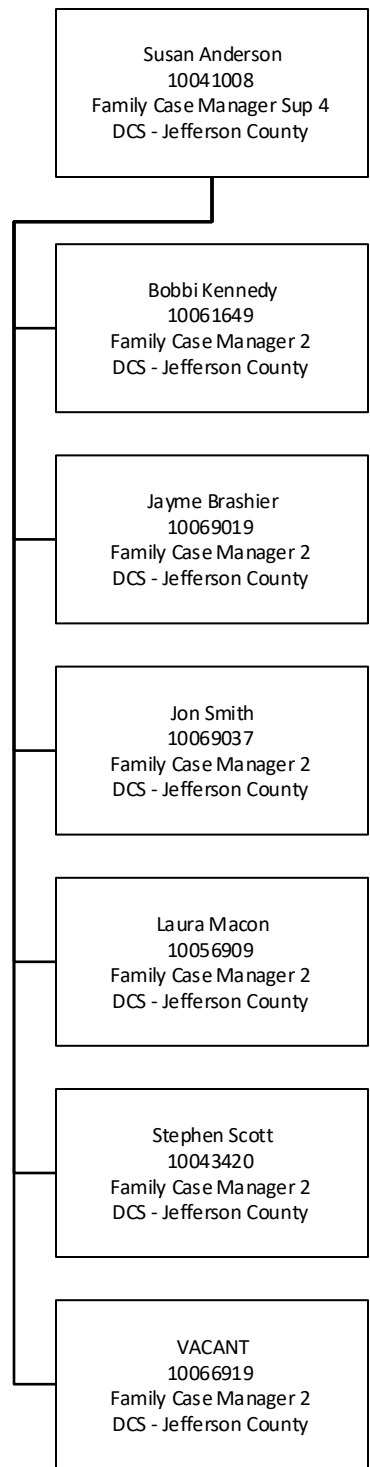 Susan Anderson
10041008
Family Case Manager Sup 4
DCS - Jefferson County
Bobbi Kennedy
10061649
Family Case Manager 2
DCS - Jefferson County
Jayme Brashier
10069019
Family Case Manager 2
DCS - Jefferson County
Jon Smith
10069037
Family Case Manager 2
DCS - Jefferson County
Laura Macon
10056909
Family Case Manager 2
DCS - Jefferson County
Stephen Scott
10043420
Family Case Manager 2
DCS - Jefferson County
VACANT
10066919
Family Case Manager 2
DCS - Jefferson County